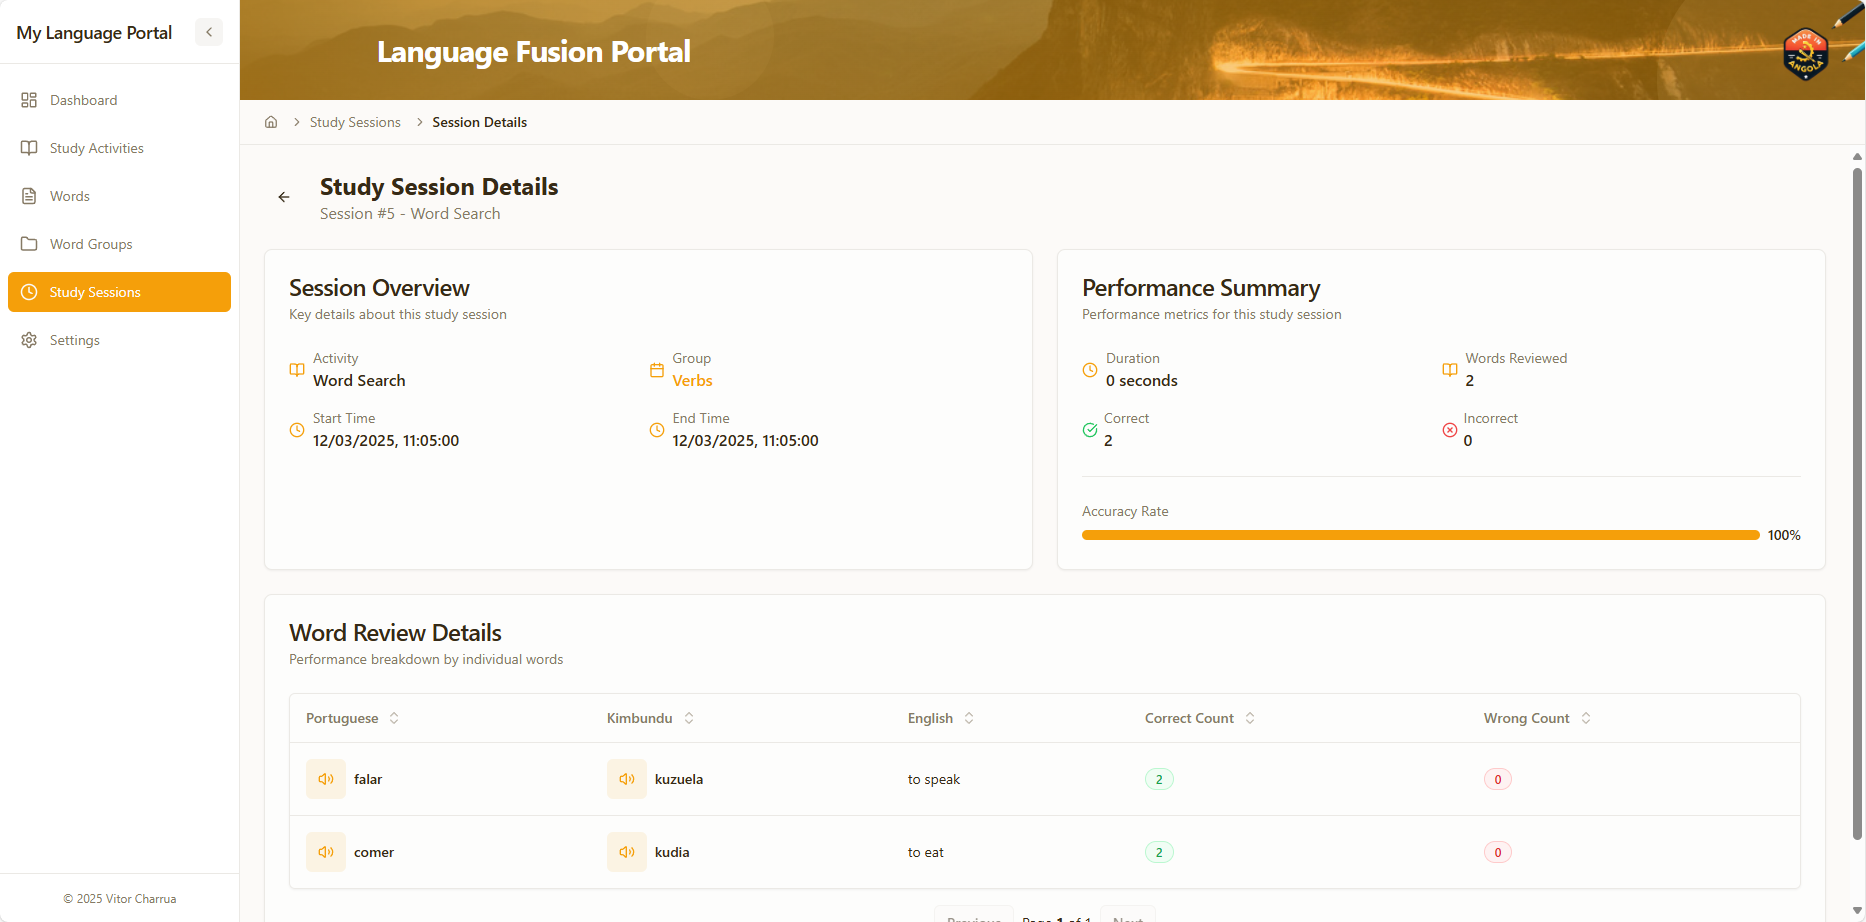 My Language Portal
Language Fusion Portal
MADE IN
ANGOLA
Dashboard
Study Activities
Words
Word Groups
Study Sessions
Settings
© 2025 Vitor Charrua
Study Sessions
Session Details
Study Session Details
Session #5 - Word Search
Session Overview
Key details about this study session
Activity
Word Search
Group
Verbs
Start Time
12/03/2025, 11:05:00
End Time
12/03/2025, 11:05:00
Performance Summary
Performance metrics for this study session
Duration
0 seconds
Words Reviewed
2
Correct
2
Incorrect
0
Accuracy Rate
100%
Word Review Details
Performance breakdown by individual words
Portuguese Kimbundu English Correct Count Wrong Count
falar kuzuela to speak 2 0
comer kudia to eat 2 0
Previous Page 1 of 1 Next